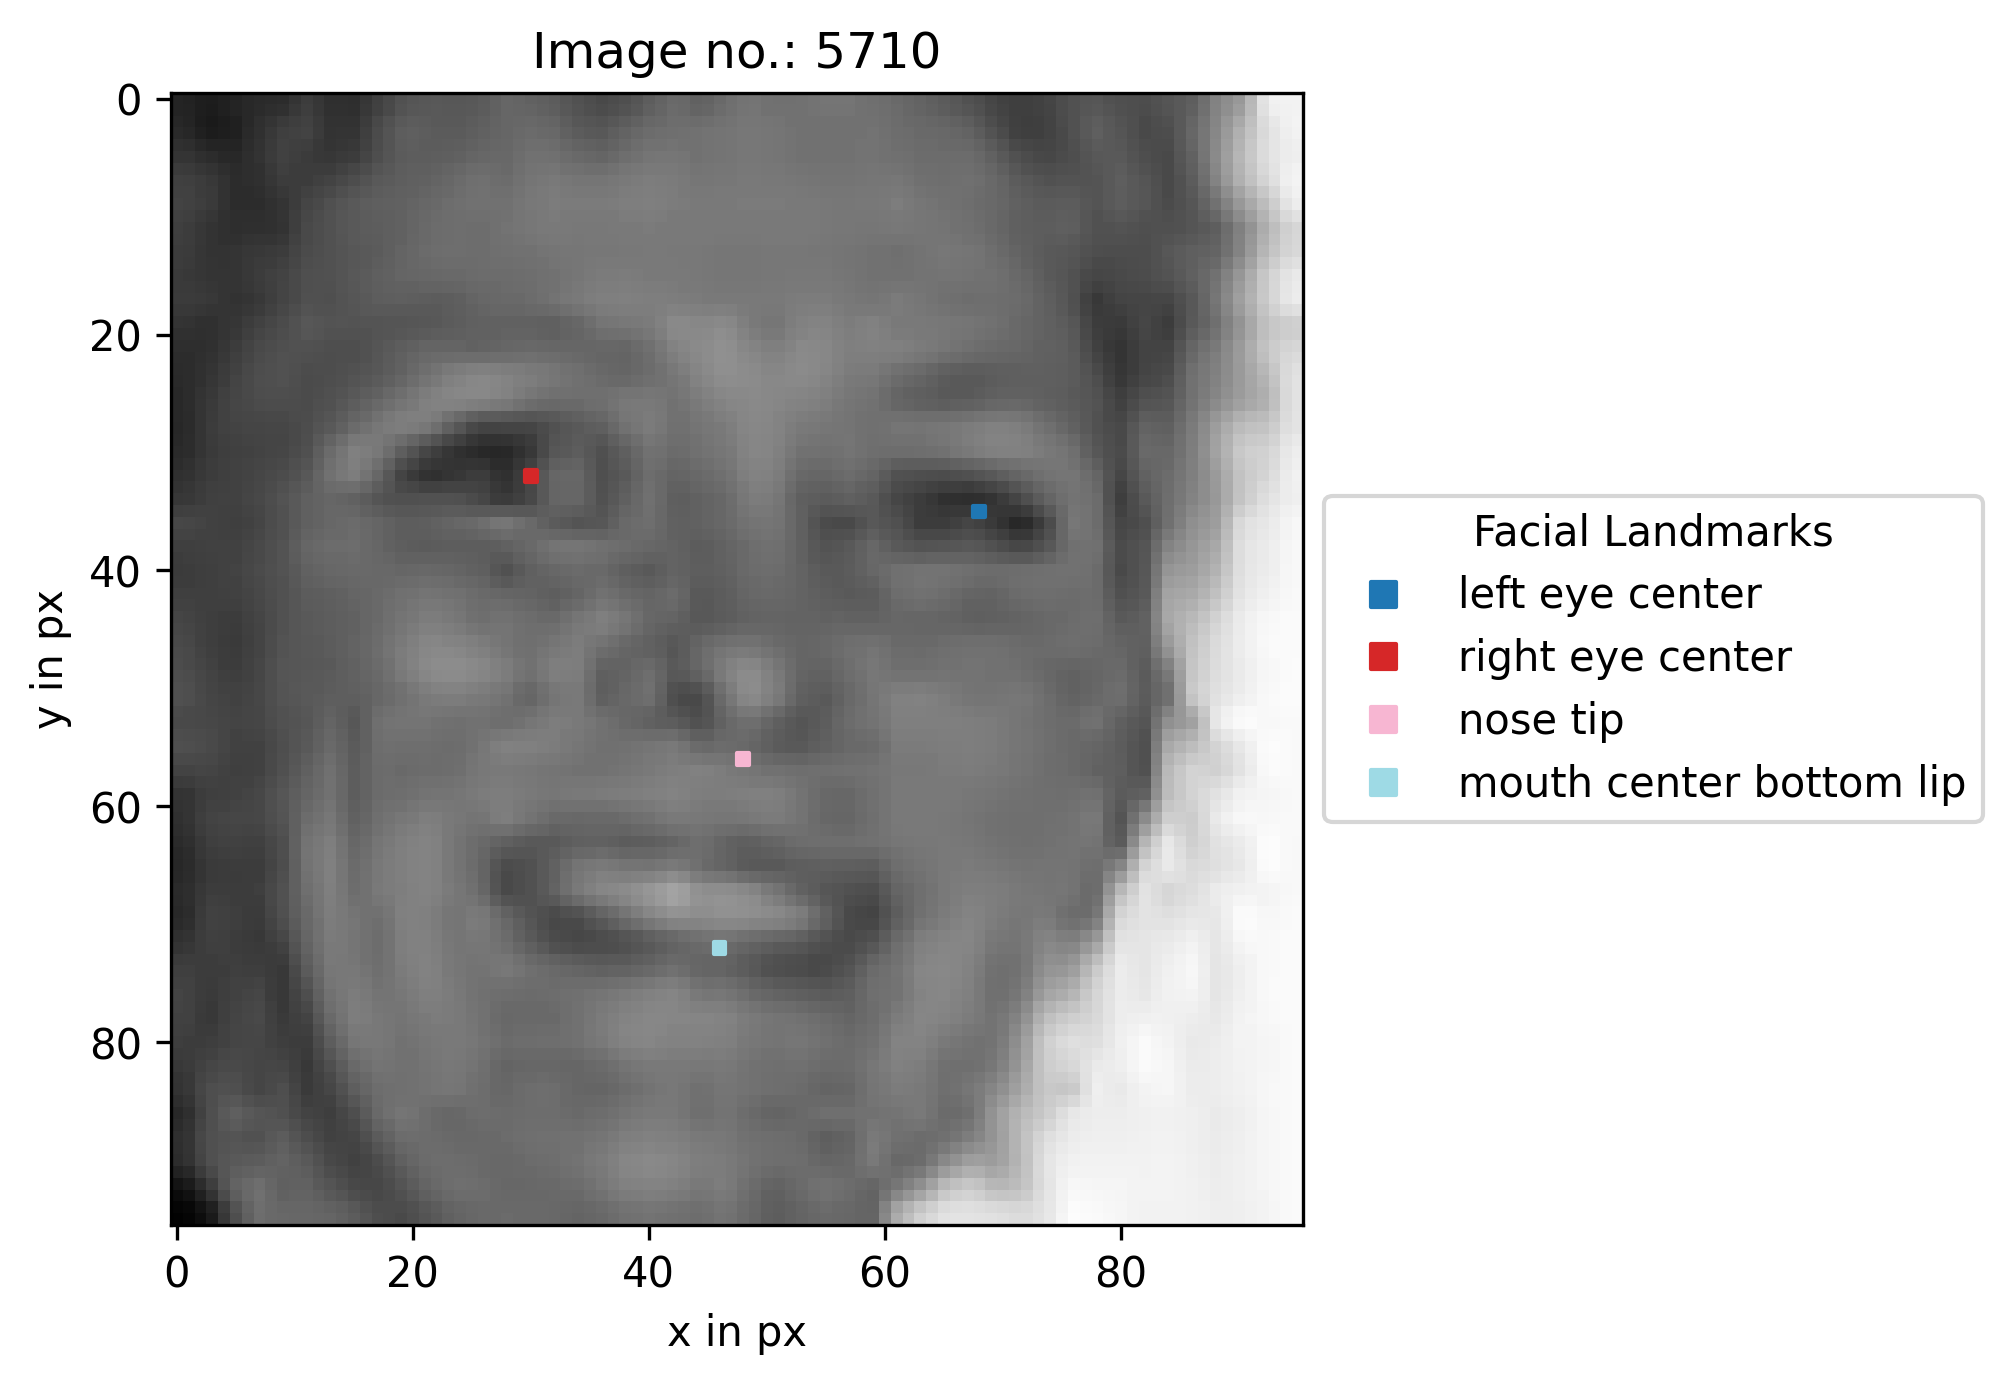 Image no.: 5710
0
20
40
60
80
y in px
0 20 40 60 80
x in px
Facial Landmarks
left eye center
right eye center
nose tip
mouth center bottom lip